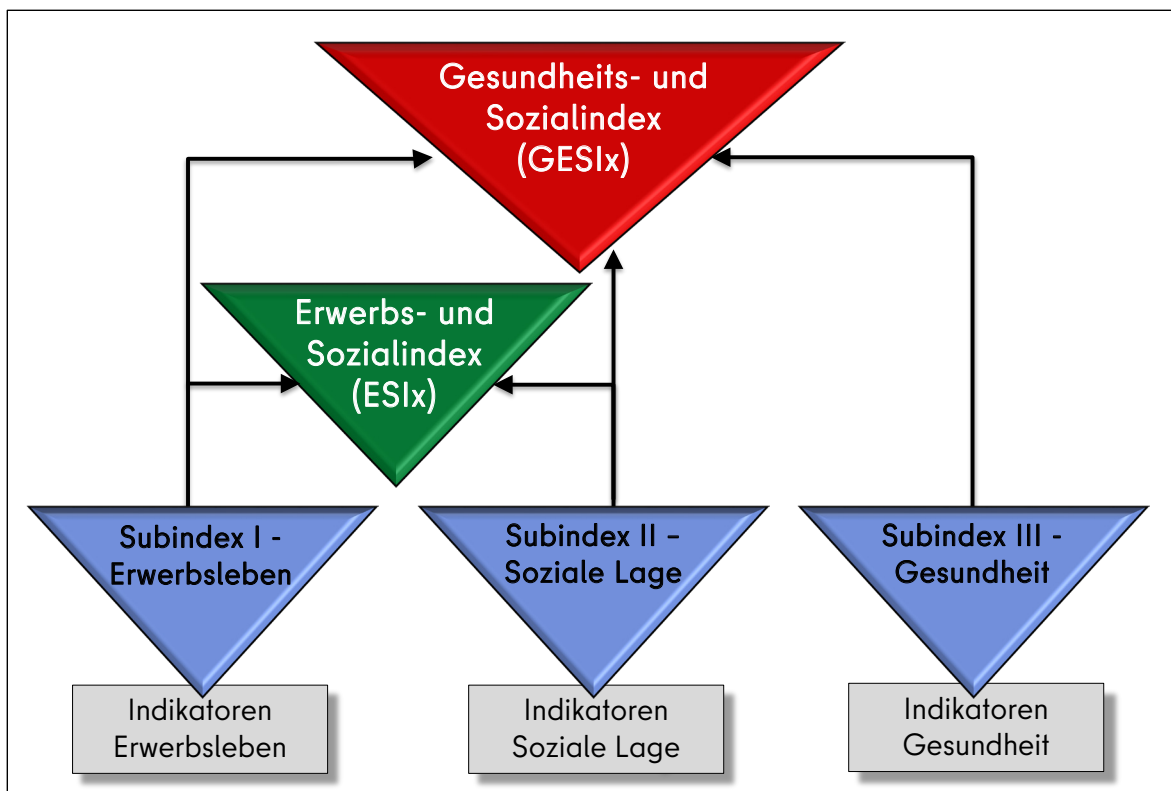 Gesundheits- und
Sozialindex
(GESIx)
Erwerbs- und
Sozialindex
(ESIx)
Subindex I -
Erwerbsleben
Subindex II –
Soziale Lage
Subindex III -
Gesundheit
Indikatoren
Erwerbsleben
Indikatoren
Soziale Lage
Indikatoren
Gesundheit